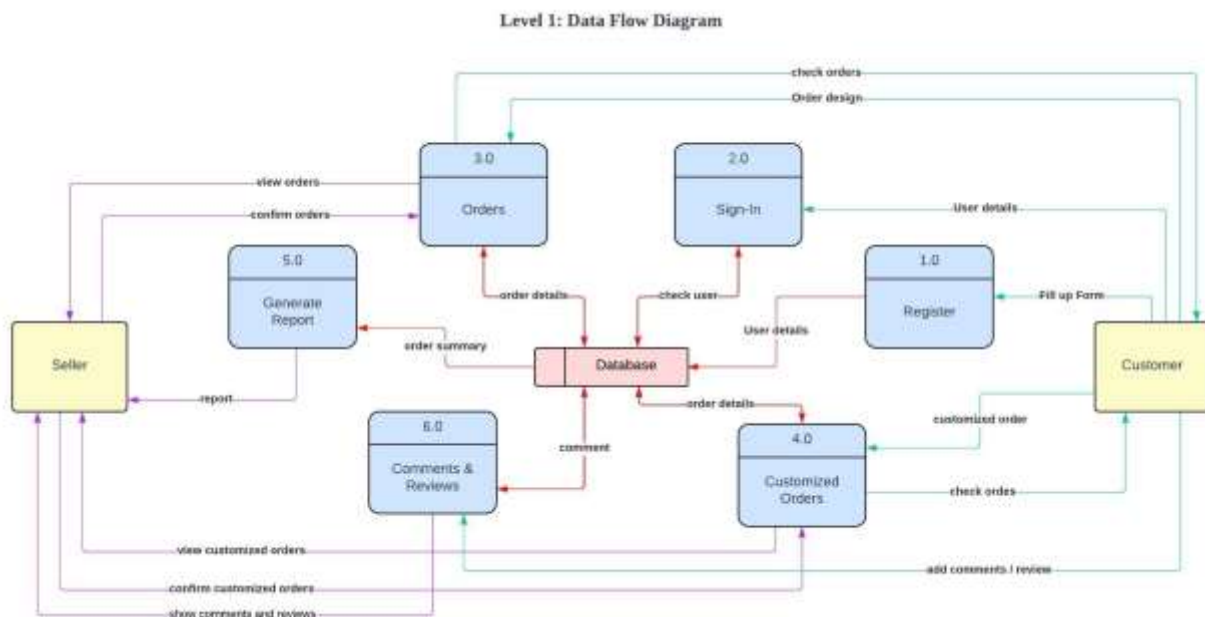 Level 1: Data Flow Diagram
check orders
Order design
3.0
Orders
2.0
Sign-In
view orders
confirm orders
User details
5.0
Generate
Report
1.0
Register
order details
check user
Fill up Form
User details
Seller
order summary
Database
Customer
report
order details
6.0
Comments &
Reviews
comment
4.0
Customized
Orders
customized order
check ordes
view customized orders
add comments / review
confirm customized orders
show comments and reviews